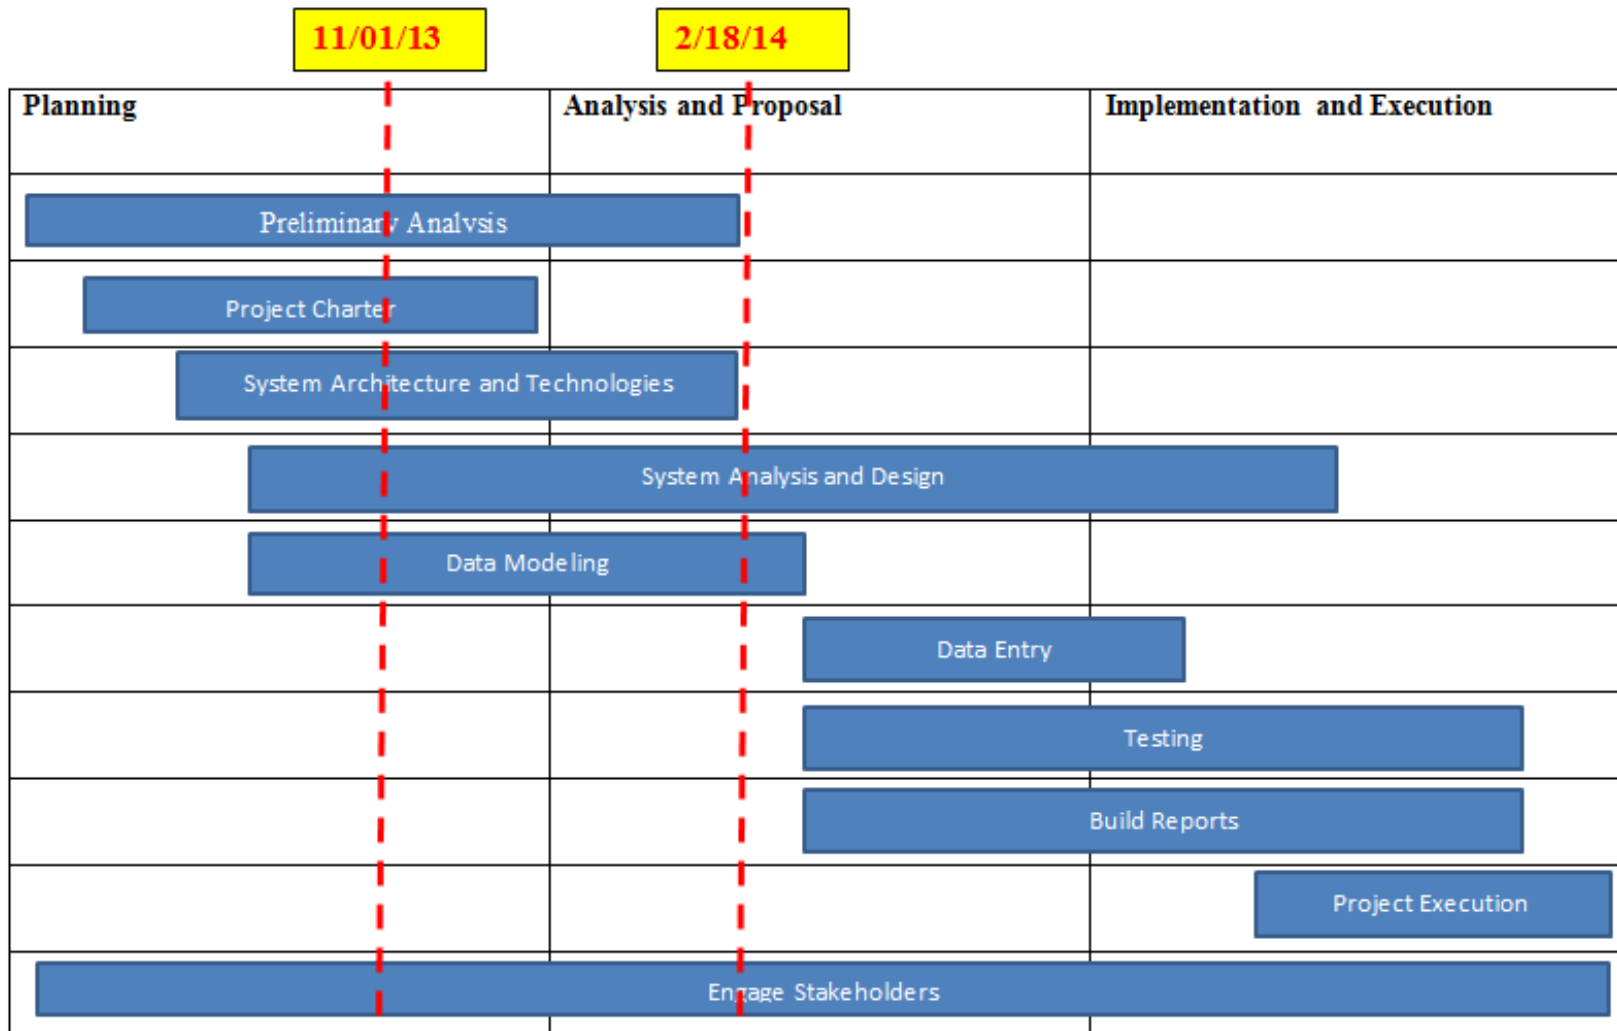 11/01/13
2/18/14
Planning
Analysis and Proposal
Implementation and Execution
Preliminary Analysis
Project Charter
System Architecture and Technologies
System Analysis and Design
Data Modeling
Data Entry
Testing
Build Reports
Project Execution
Engage Stakeholders